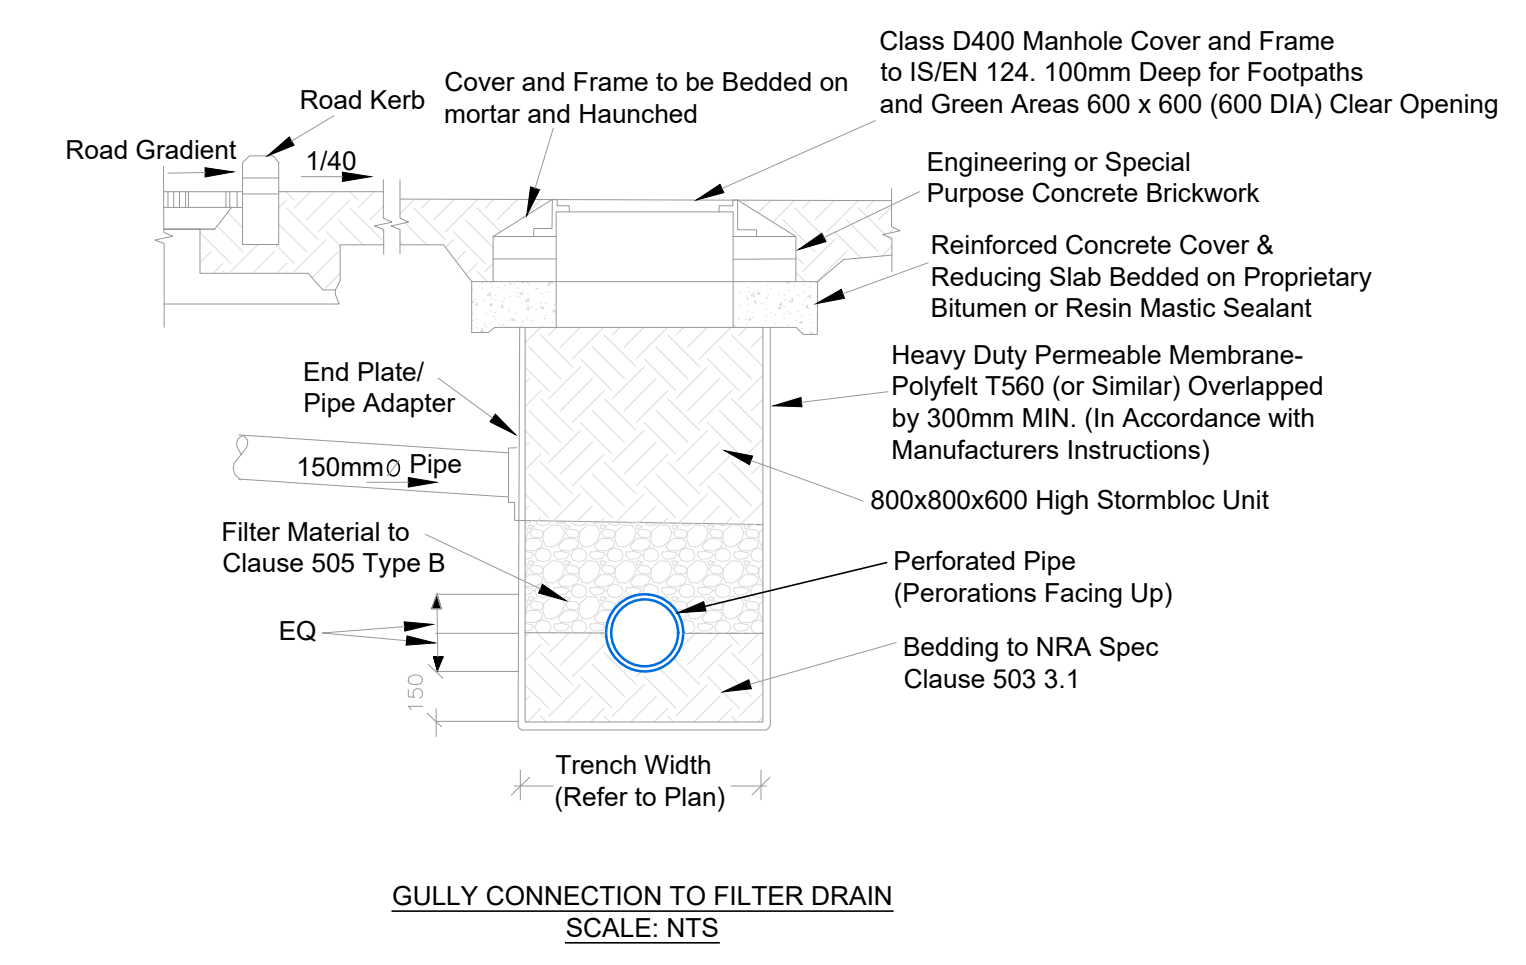 Class D400 Manhole Cover and Frame
to IS/EN 124. 100mm Deep for Footpaths
and Green Areas 600 x 600 (600 DIA) Clear Opening
Cover and Frame to be Bedded on
mortar and Haunched
Road Kerb
Road Gradient
1/40
Engineering or Special
Purpose Concrete Brickwork
Reinforced Concrete Cover &
Reducing Slab Bedded on Proprietary
Bitumen or Resin Mastic Sealant
Heavy Duty Permeable Membrane-
Polyfelt T560 (or Similar) Overlapped
by 300mm MIN. (In Accordance with
Manufacturers Instructions)
End Plate/
Pipe Adapter
150mm∅ Pipe
800x800x600 High Stormbloc Unit
Filter Material to
Clause 505 Type B
Perforated Pipe
(Perorations Facing Up)
EQ
Bedding to NRA Spec
Clause 503 3.1
150
Trench Width
(Refer to Plan)
GULLY CONNECTION TO FILTER DRAIN
SCALE: NTS